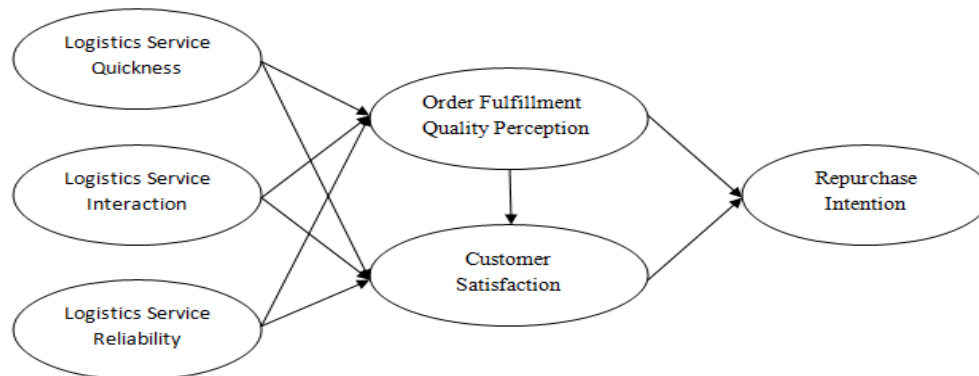 Logistics Service
Quickness
Order Fulfillment
Quality Perception
Logistics Service
Interaction
Repurchase
Intention
Customer
Satisfaction
Logistics Service
Reliability